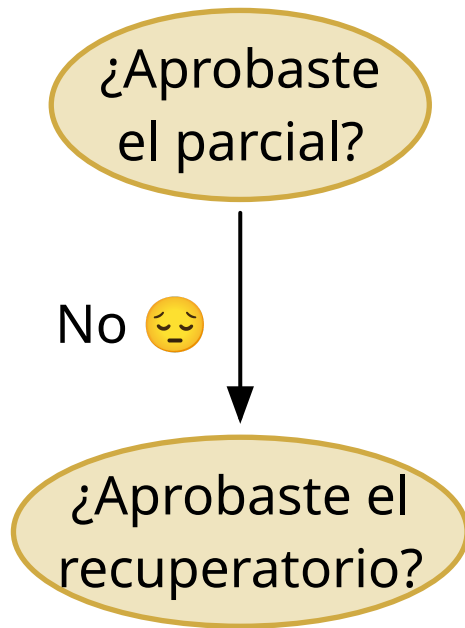 ¿Aprobaste
el parcial?
No 😔
¿Aprobaste el
recuperatorio?